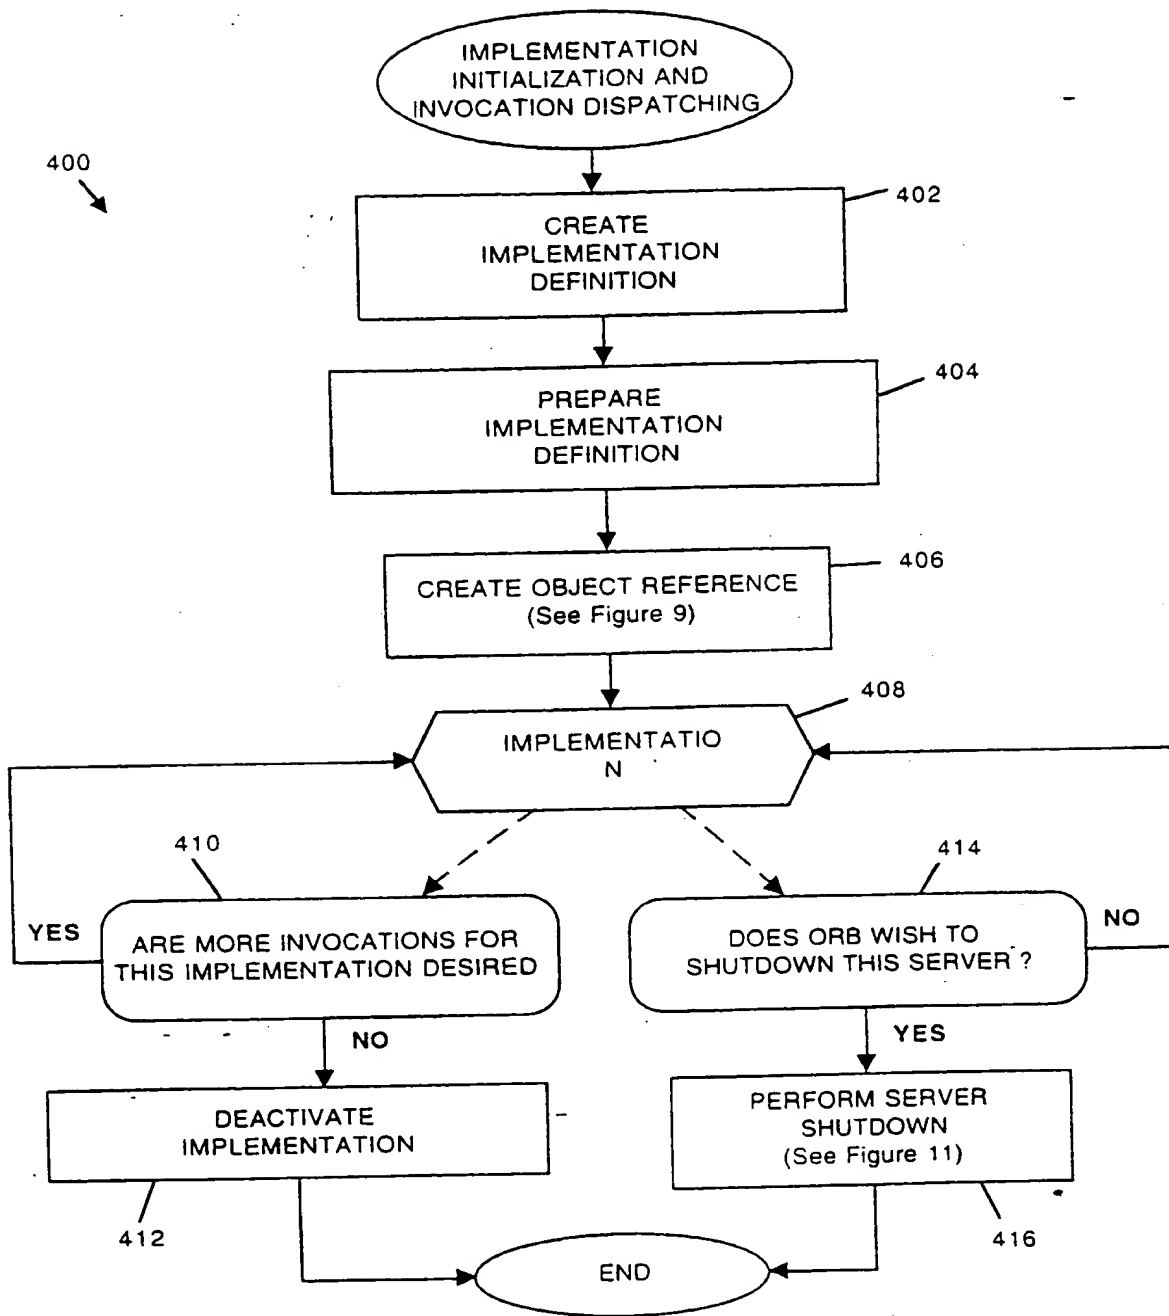 IMPLEMENTATION
INITIALIZATION AND
INVOCATION DISPATCHING
400
402
CREATE
IMPLEMENTATION
DEFINITION
404
PREPARE
IMPLEMENTATION
DEFINITION
406
CREATE OBJECT REFERENCE
(See Figure 9)
408
IMPLEMENTATIO
N
410
414
YES
ARE MORE INVOCATIONS FOR
THIS IMPLEMENTATION DESIRED
DOES ORB WISH TO
SHUTDOWN THIS SERVER ?
NO
NO
YES
DEACTIVATE
IMPLEMENTATION
PERFORM SERVER
SHUTDOWN
(See Figure 11)
412
416
END